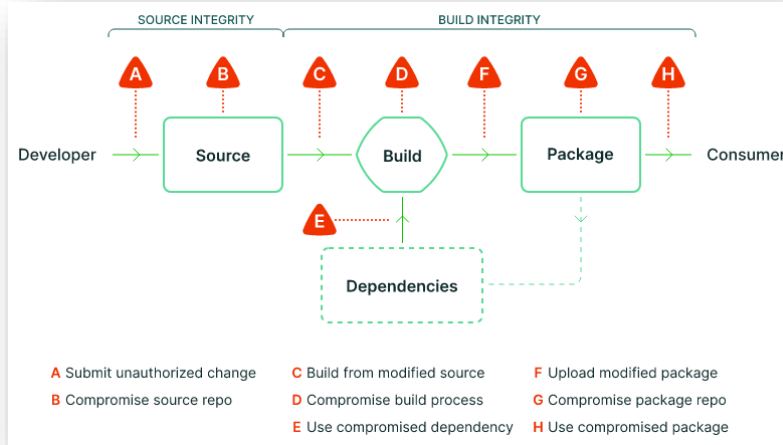 SOURCE INTEGRITY
BUILD INTEGRITY
A
B
C
D
F
G
H
Developer
Source
Build
Package
Consumer
E
Dependencies
A Submit unauthorized change
C Build from modified source
F Upload modified package
B Compromise source repo
D Compromise build process
G Compromise package repo
E Use compromised dependency
H Use compromised package